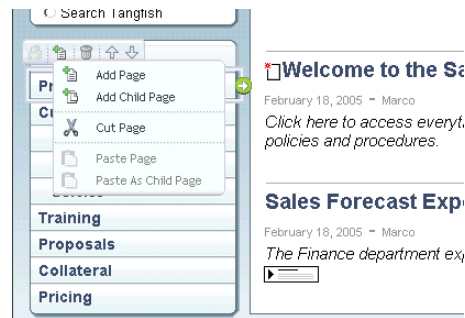 Search Tangfish
Add Page
Add Child Page
Cut Page
Paste Page
Paste As Child Page
Training
Proposals
Collateral
Pricing
Welcome to the Sa
February 18, 2005 - Marco
Click here to access everyt
policies and procedures.
Sales Forecast Exp
February 18, 2005 - Marco
The Finance department exp